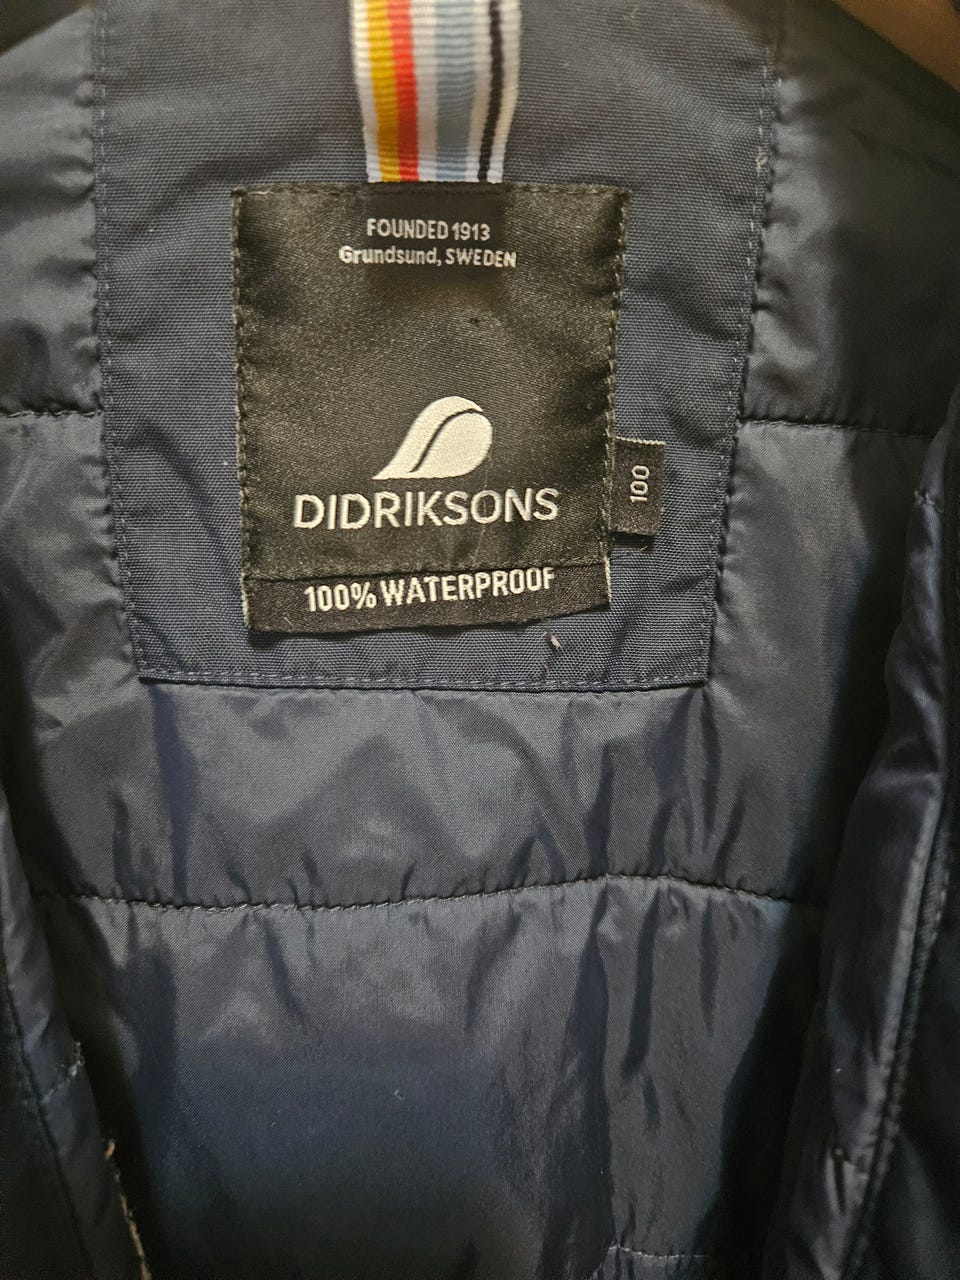 FOUNDED 1913
Grundsund, SWEDEN
DIDRIKSONS
100
100% WATERPROOF